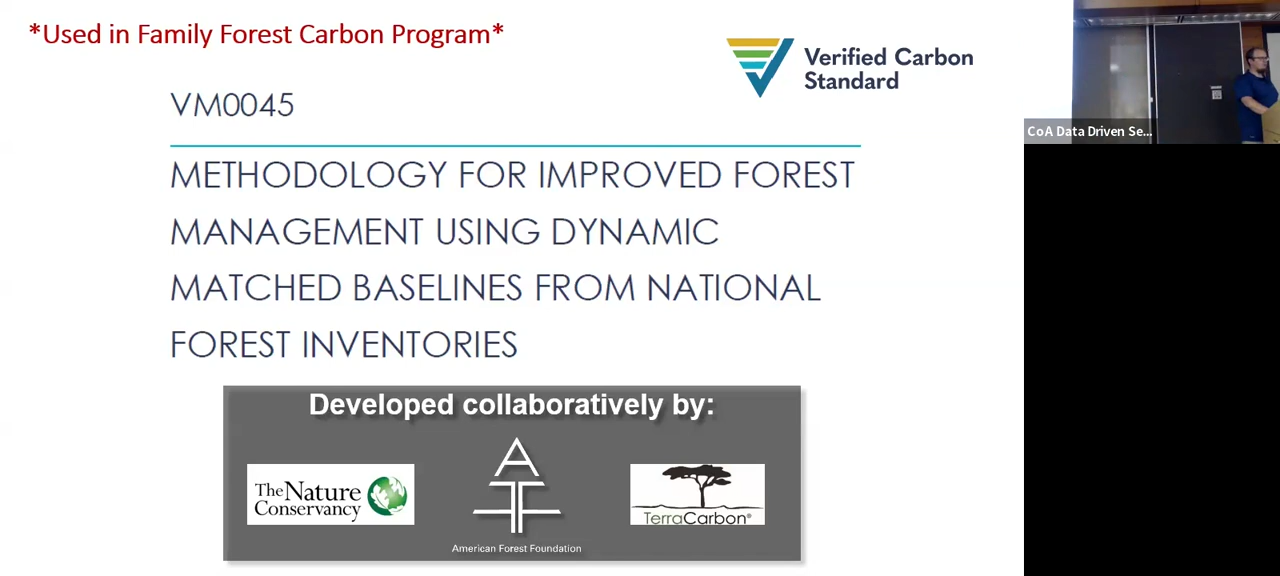 *Used in Family Forest Carbon Program*
Verified Carbon
Standard
VM0045
METHODOLOGY FOR IMPROVED FOREST
MANAGEMENT USING DYNAMIC
MATCHED BASELINES FROM NATIONAL
FOREST INVENTORIES
Developed collaboratively by:
The Nature
Conservancy
American Forest Foundation
TerraCarbon®
CoA Data Driven Se...